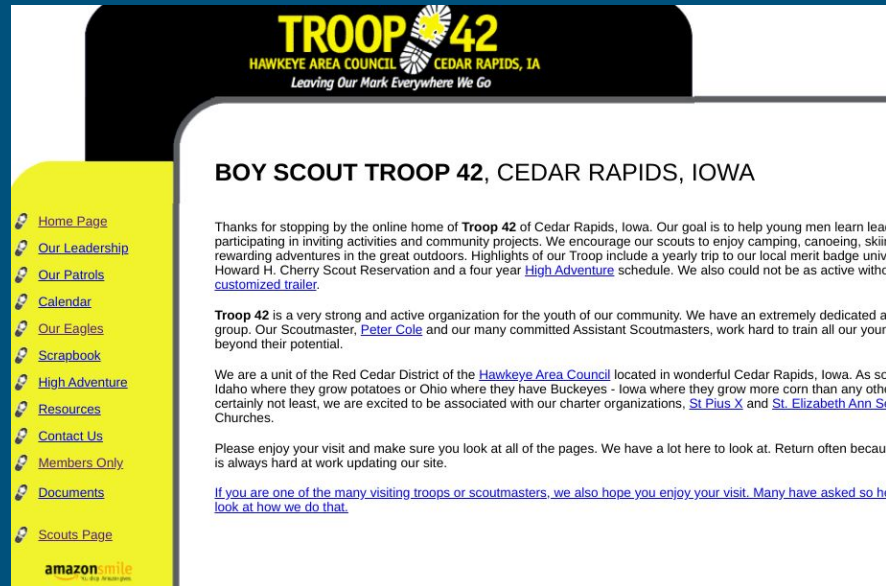 TROOP 42
HAWKEYE AREA COUNCIL CEDAR RAPIDS, IA
Leaving Our Mark Everywhere We Go
BOY SCOUT TROOP 42, CEDAR RAPIDS, IOWA
Home Page
Our Leadership
Our Patrols
Calendar
Our Eagles
Scrapbook
High Adventure
Resources
Contact Us
Members Only
Documents
Scouts Page
amazonsmile
Thanks for stopping by the online home of Troop 42 of Cedar Rapids, Iowa. Our goal is to help young men learn lea
participating in inviting activities and community projects. We encourage our scouts to enjoy camping, canoeing, skiin
rewarding adventures in the great outdoors. Highlights of our Troop include a yearly trip to our local merit badge univ
Howard H. Cherry Scout Reservation and a four year High Adventure schedule. We also could not be as active witho
customized trailer.
Troop 42 is a very strong and active organization for the youth of our community. We have an extremely dedicated a
group. Our Scoutmaster, Peter Cole and our many committed Assistant Scoutmasters, work hard to train all our your
beyond their potential.
We are a unit of the Red Cedar District of the Hawkeye Area Council located in wonderful Cedar Rapids, Iowa. As so
Idaho where they grow potatoes or Ohio where they have Buckeyes - Iowa where they grow more corn than any othe
certainly not least, we are excited to be associated with our charter organizations, St Pius X and St. Elizabeth Ann Se
Churches.
Please enjoy your visit and make sure you look at all of the pages. We have a lot here to look at. Return often becau
is always hard at work updating our site.
If you are one of the many visiting troops or scoutmasters, we also hope you enjoy your visit. Many have asked so he
look at how we do that.